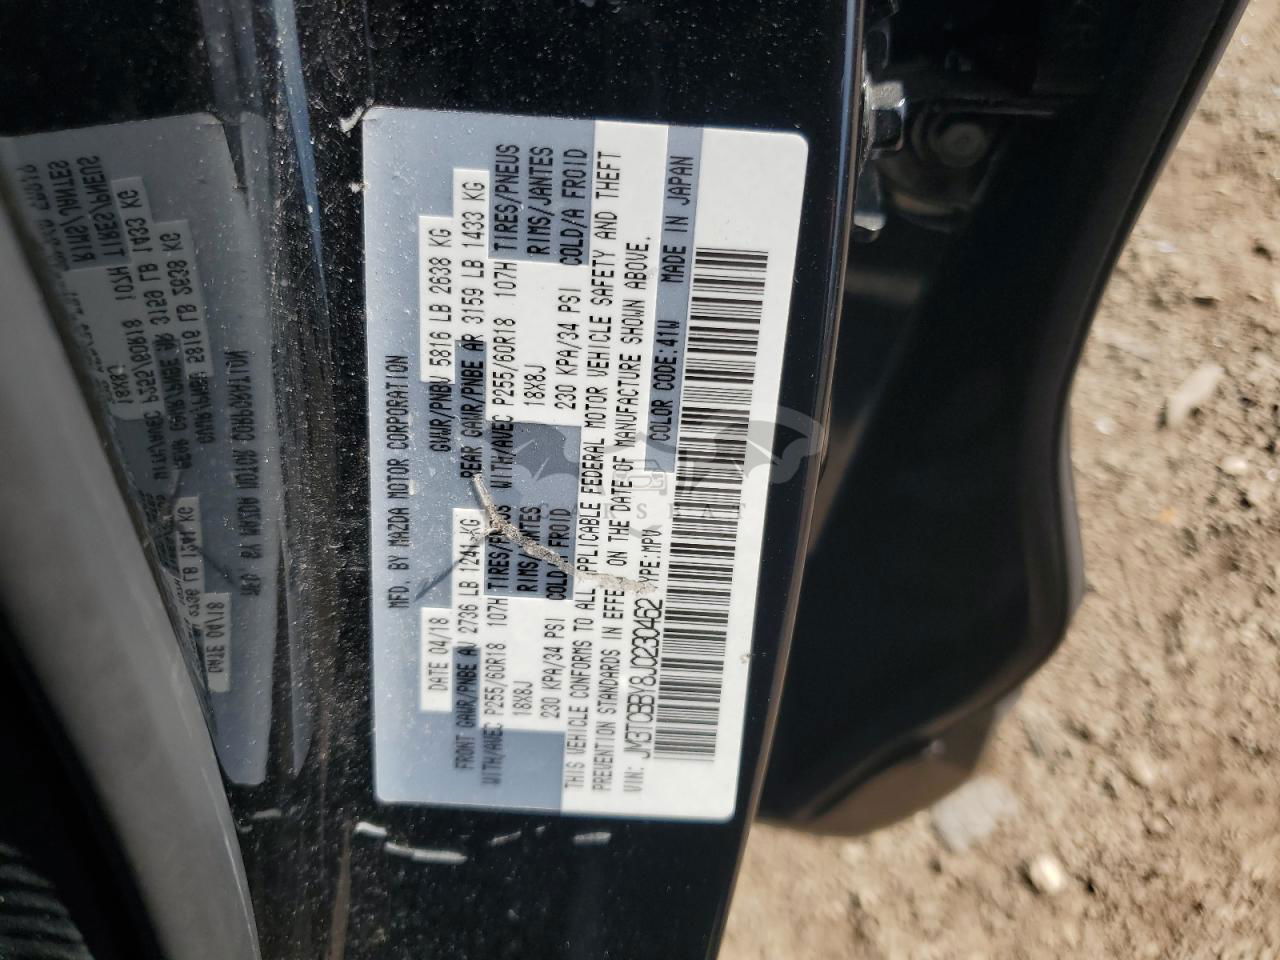 MFD. BY MAZDA MOTOR CORPORATION
DATE 04/18 GVWR/PNBV 5816 LB 2638 KG
FRONT GAWR/PNBE AV 2736 LB 1241 KG REAR GAWR/PNBE AR 3159 LB 1433 KG
WITH/AVEC P255/60R18 107H TIRES/PNEUS WITH/AVEC P255/60R18 107H TIRES/PNEUS
18X8J RIMS/JANTES 18X8J RIMS/JANTES
230 KPA/34 PSI COLD/A FROID 230 KPA/34 PSI COLD/A FROID
THIS VEHICLE CONFORMS TO ALL APPLICABLE FEDERAL MOTOR VEHICLE SAFETY AND THEFT
PREVENTION STANDARDS IN EFFECT ON THE DATE OF MANUFACTURE SHOWN ABOVE.
VIN: JM3TCBBY8J0230462 TYPE:MPV COLOR CODE:41W MADE IN JAPAN